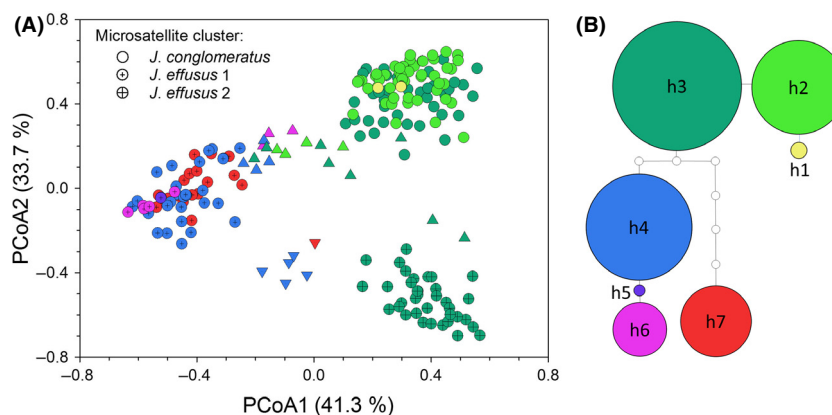 (A)
Microsatellite cluster:
J. conglomeratus
J. effusus 1
J. effusus 2
PCoA2 (33.7 %)
0.8
0.4
0.0
–0.4
–0.8
–0.8
–0.4
0.0
0.4
0.8
PCoA1 (41.3 %)
(B)
h3
h2
h1
h4
h5
h6
h7